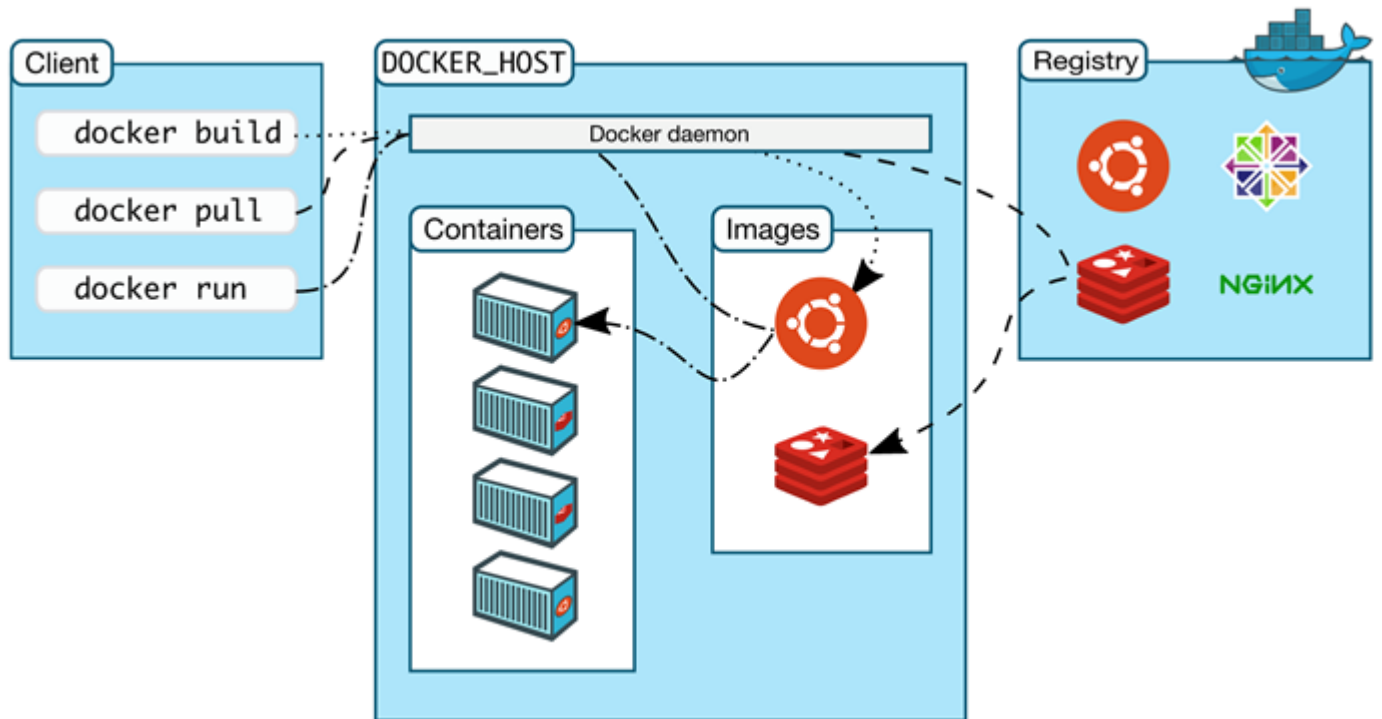 Client
docker build
docker pull
docker run
DOCKER_HOST
Docker daemon
Containers
Images
Registry
NGiNX